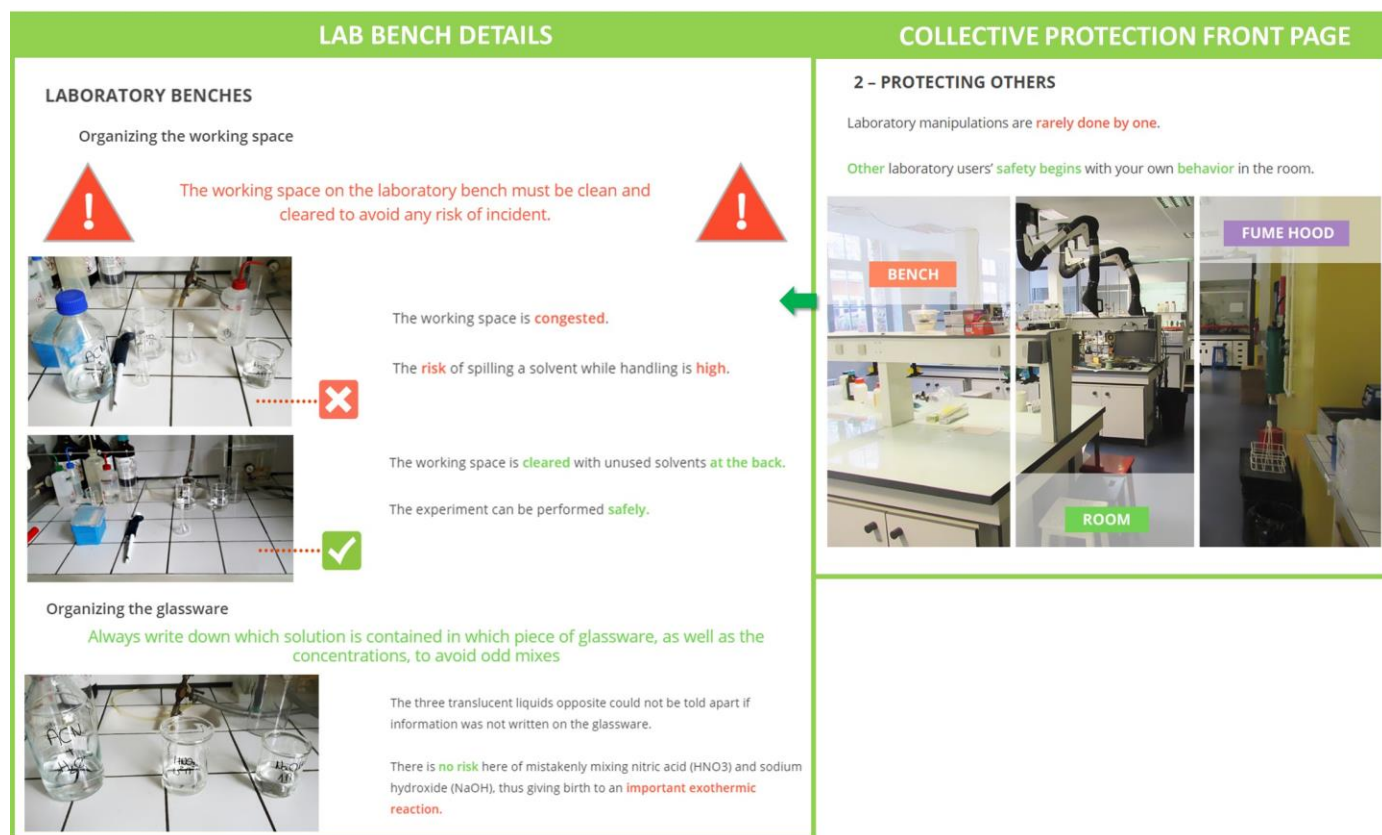 LAB BENCH DETAILS
LABORATORY BENCHES
Organizing the working space
The working space on the laboratory bench must be clean and
cleared to avoid any risk of incident.
The working space is congested.
The risk of spilling a solvent while handling is high.
The working space is cleared with unused solvents at the back.
The experiment can be performed safely.
Organizing the glassware
Always write down which solution is contained in which piece of glassware, as well as the
concentrations, to avoid odd mixes
ACN
The three translucent liquids opposite could not be told apart if
information was not written on the glassware.
There is no risk here of mistakenly mixing nitric acid (HNO3) and sodium
hydroxide (NaOH), thus giving birth to an important exothermic
reaction.
COLLECTIVE PROTECTION FRONT PAGE
2 – PROTECTING OTHERS
Laboratory manipulations are rarely done by one.
Other laboratory users' safety begins with your own behavior in the room.
BENCH
FUME HOOD
ROOM